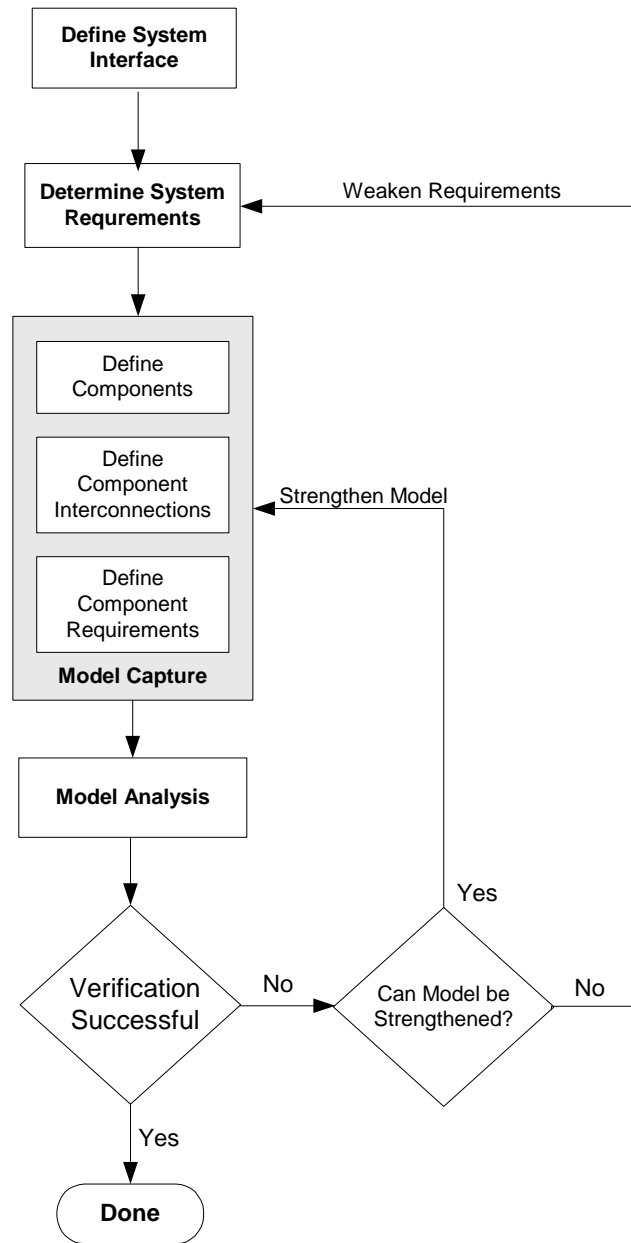 Define System
Interface
Determine System
Requrements
Weaken Requirements
Define
Components
Define
Component
Interconnections
Strengthen Model
Define
Component
Requirements
Model Capture
Model Analysis
Yes
Verification
Successful
No
Can Model be
Strengthened?
No
Yes
Done